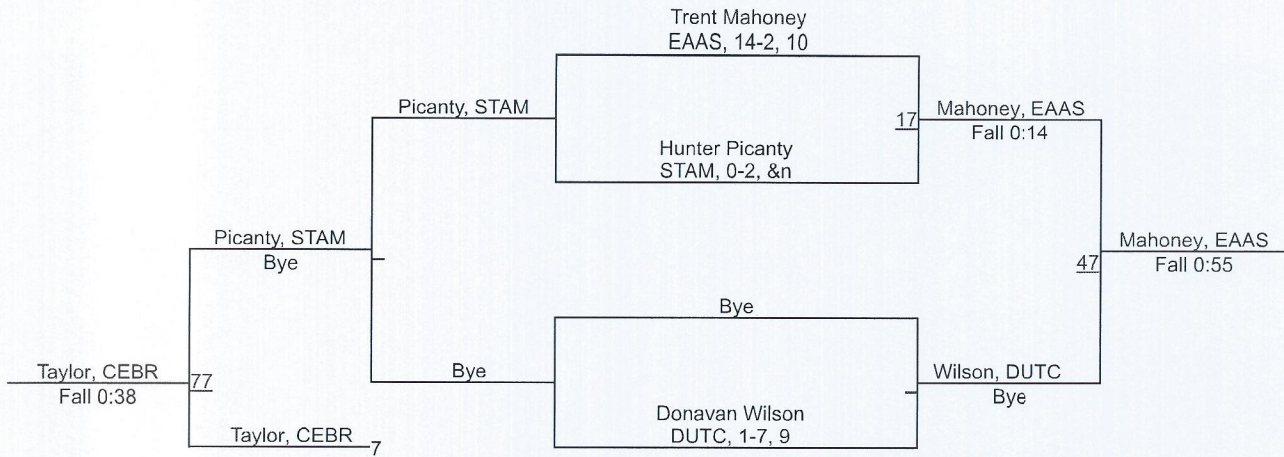 Trent Mahoney
EAAS, 14-2, 10
Picanty, STAM
17
Mahoney, EAAS
Fall 0:14
Hunter Picanty
STAM, 0-2, &n
Picanty, STAM
Bye
47
Mahoney, EAAS
Fall 0:55
Bye
Taylor, CEBR
Fall 0:38
77
Bye
Wilson, DUTC
Bye
Donavan Wilson
DUTC, 1-7, 9
Taylor, CEBR
7